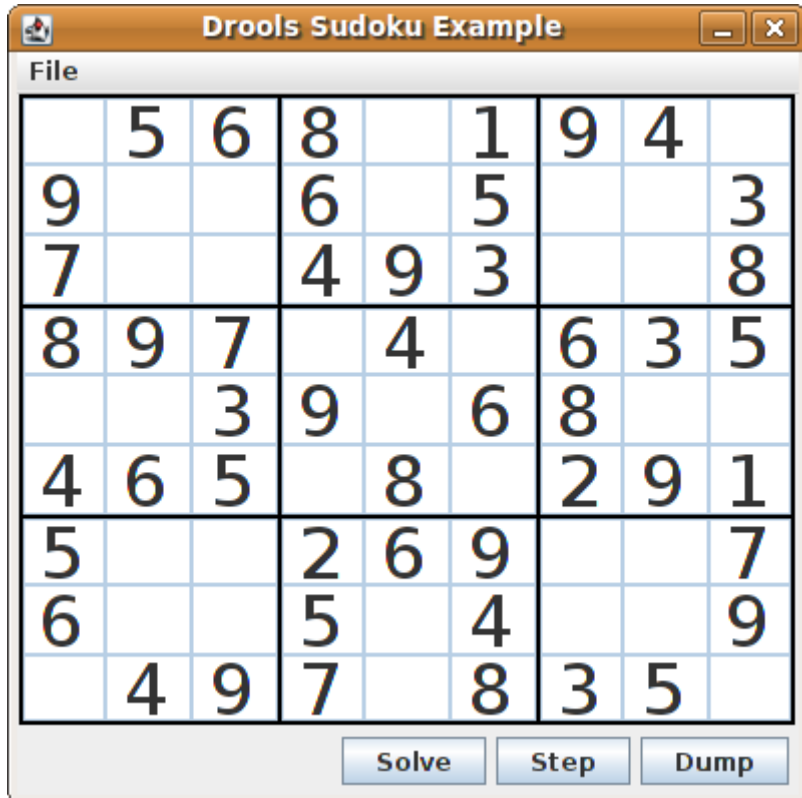 Drools Sudoku Example
File
5 6 8 1 9 4
9 6 5 3
7 4 9 3 8
8 9 7 4 6 3 5
3 9 6 8
4 6 5 8 2 9 1
5 2 6 9 7
6 5 4 9
4 9 7 8 3 5
Solve Step Dump